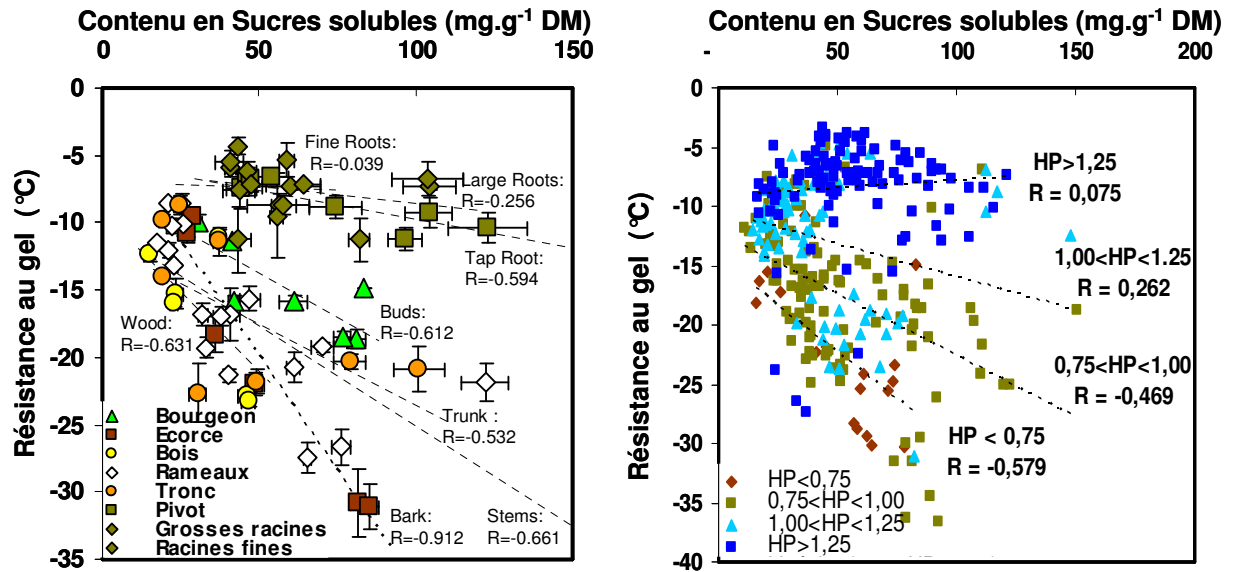 Contenu en Sucres solubles (mg.g-1 DM)
0 50 100 150
Résistance au gel (°C)
0
-5
-10
-15
-20
-25
-30
-35
Fine Roots:
R=-0.039
Large Roots:
R=-0.256
Tap Root:
R=-0.594
Buds:
R=-0.612
Wood:
R=-0.631
Trunk :
R=-0.532
Bark:
R=-0.912
Stems:
R=-0.661
Bourgeon
Ecorce
Bois
Rameaux
Tronc
Pivot
Grosses racines
Racines fines
Contenu en Sucres solubles (mg.g-1 DM)
- 50 100 150 200
Résistance au gel (°C)
0
-5
-10
-15
-20
-25
-30
-35
-40
HP>1,25
R = 0,075
1,00<HP<1.25
R = 0,262
0,75<HP<1,00
R = -0,469
HP < 0,75
R = -0,579
HP<0,75
0,75<HP<1,00
1,00<HP<1,25
HP>1,25